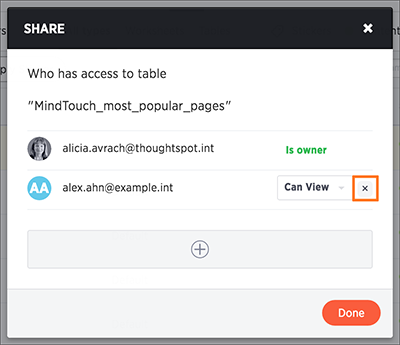 SHARE
Who has access to table
"MindTouch_most_popular_pages"
alicia.avrach@thoughtspot.int Is owner
AA alex.ahn@example.int Can View
Done